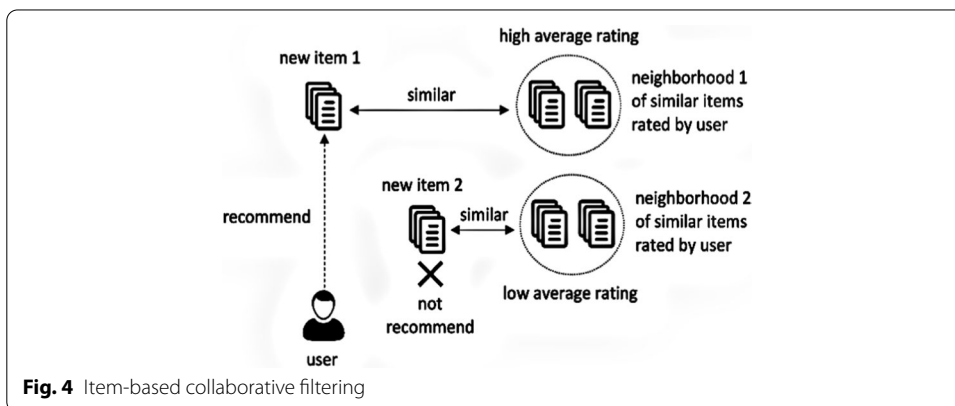 high average rating
new item 1
similar
neighborhood 1
of similar items
rated by user
new item 2
similar
neighborhood 2
of similar items
rated by user
recommend
low average rating
not
recommend
user
Fig. 4 Item-based collaborative filtering